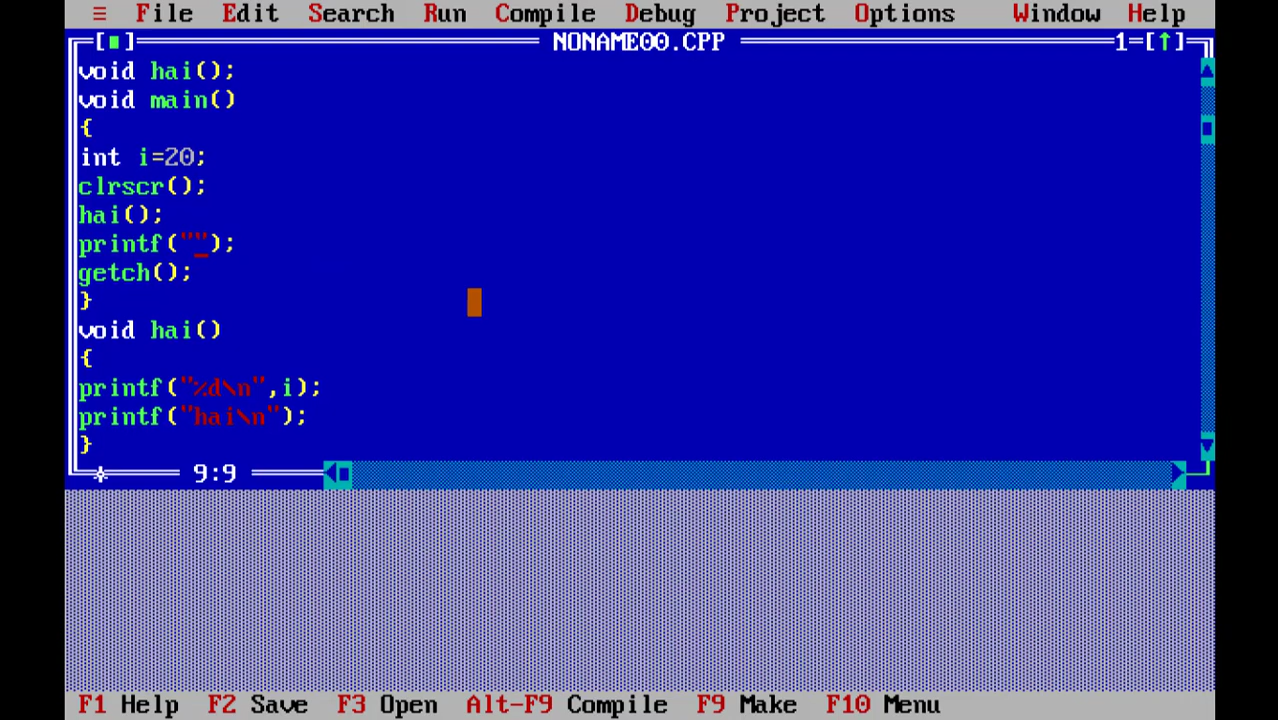 ≡ File Edit Search Run Compile Debug Project Options Window Help
[■] NONAME00.CPP 1=[↑]
void hai();
void main()
{
int i=20;
clrscr();
hai();
printf("");
getch();
}
void hai()
{
printf("%d\n",i);
printf("hai\n");
}
9:9
F1 Help F2 Save F3 Open Alt-F9 Compile F9 Make F10 Menu